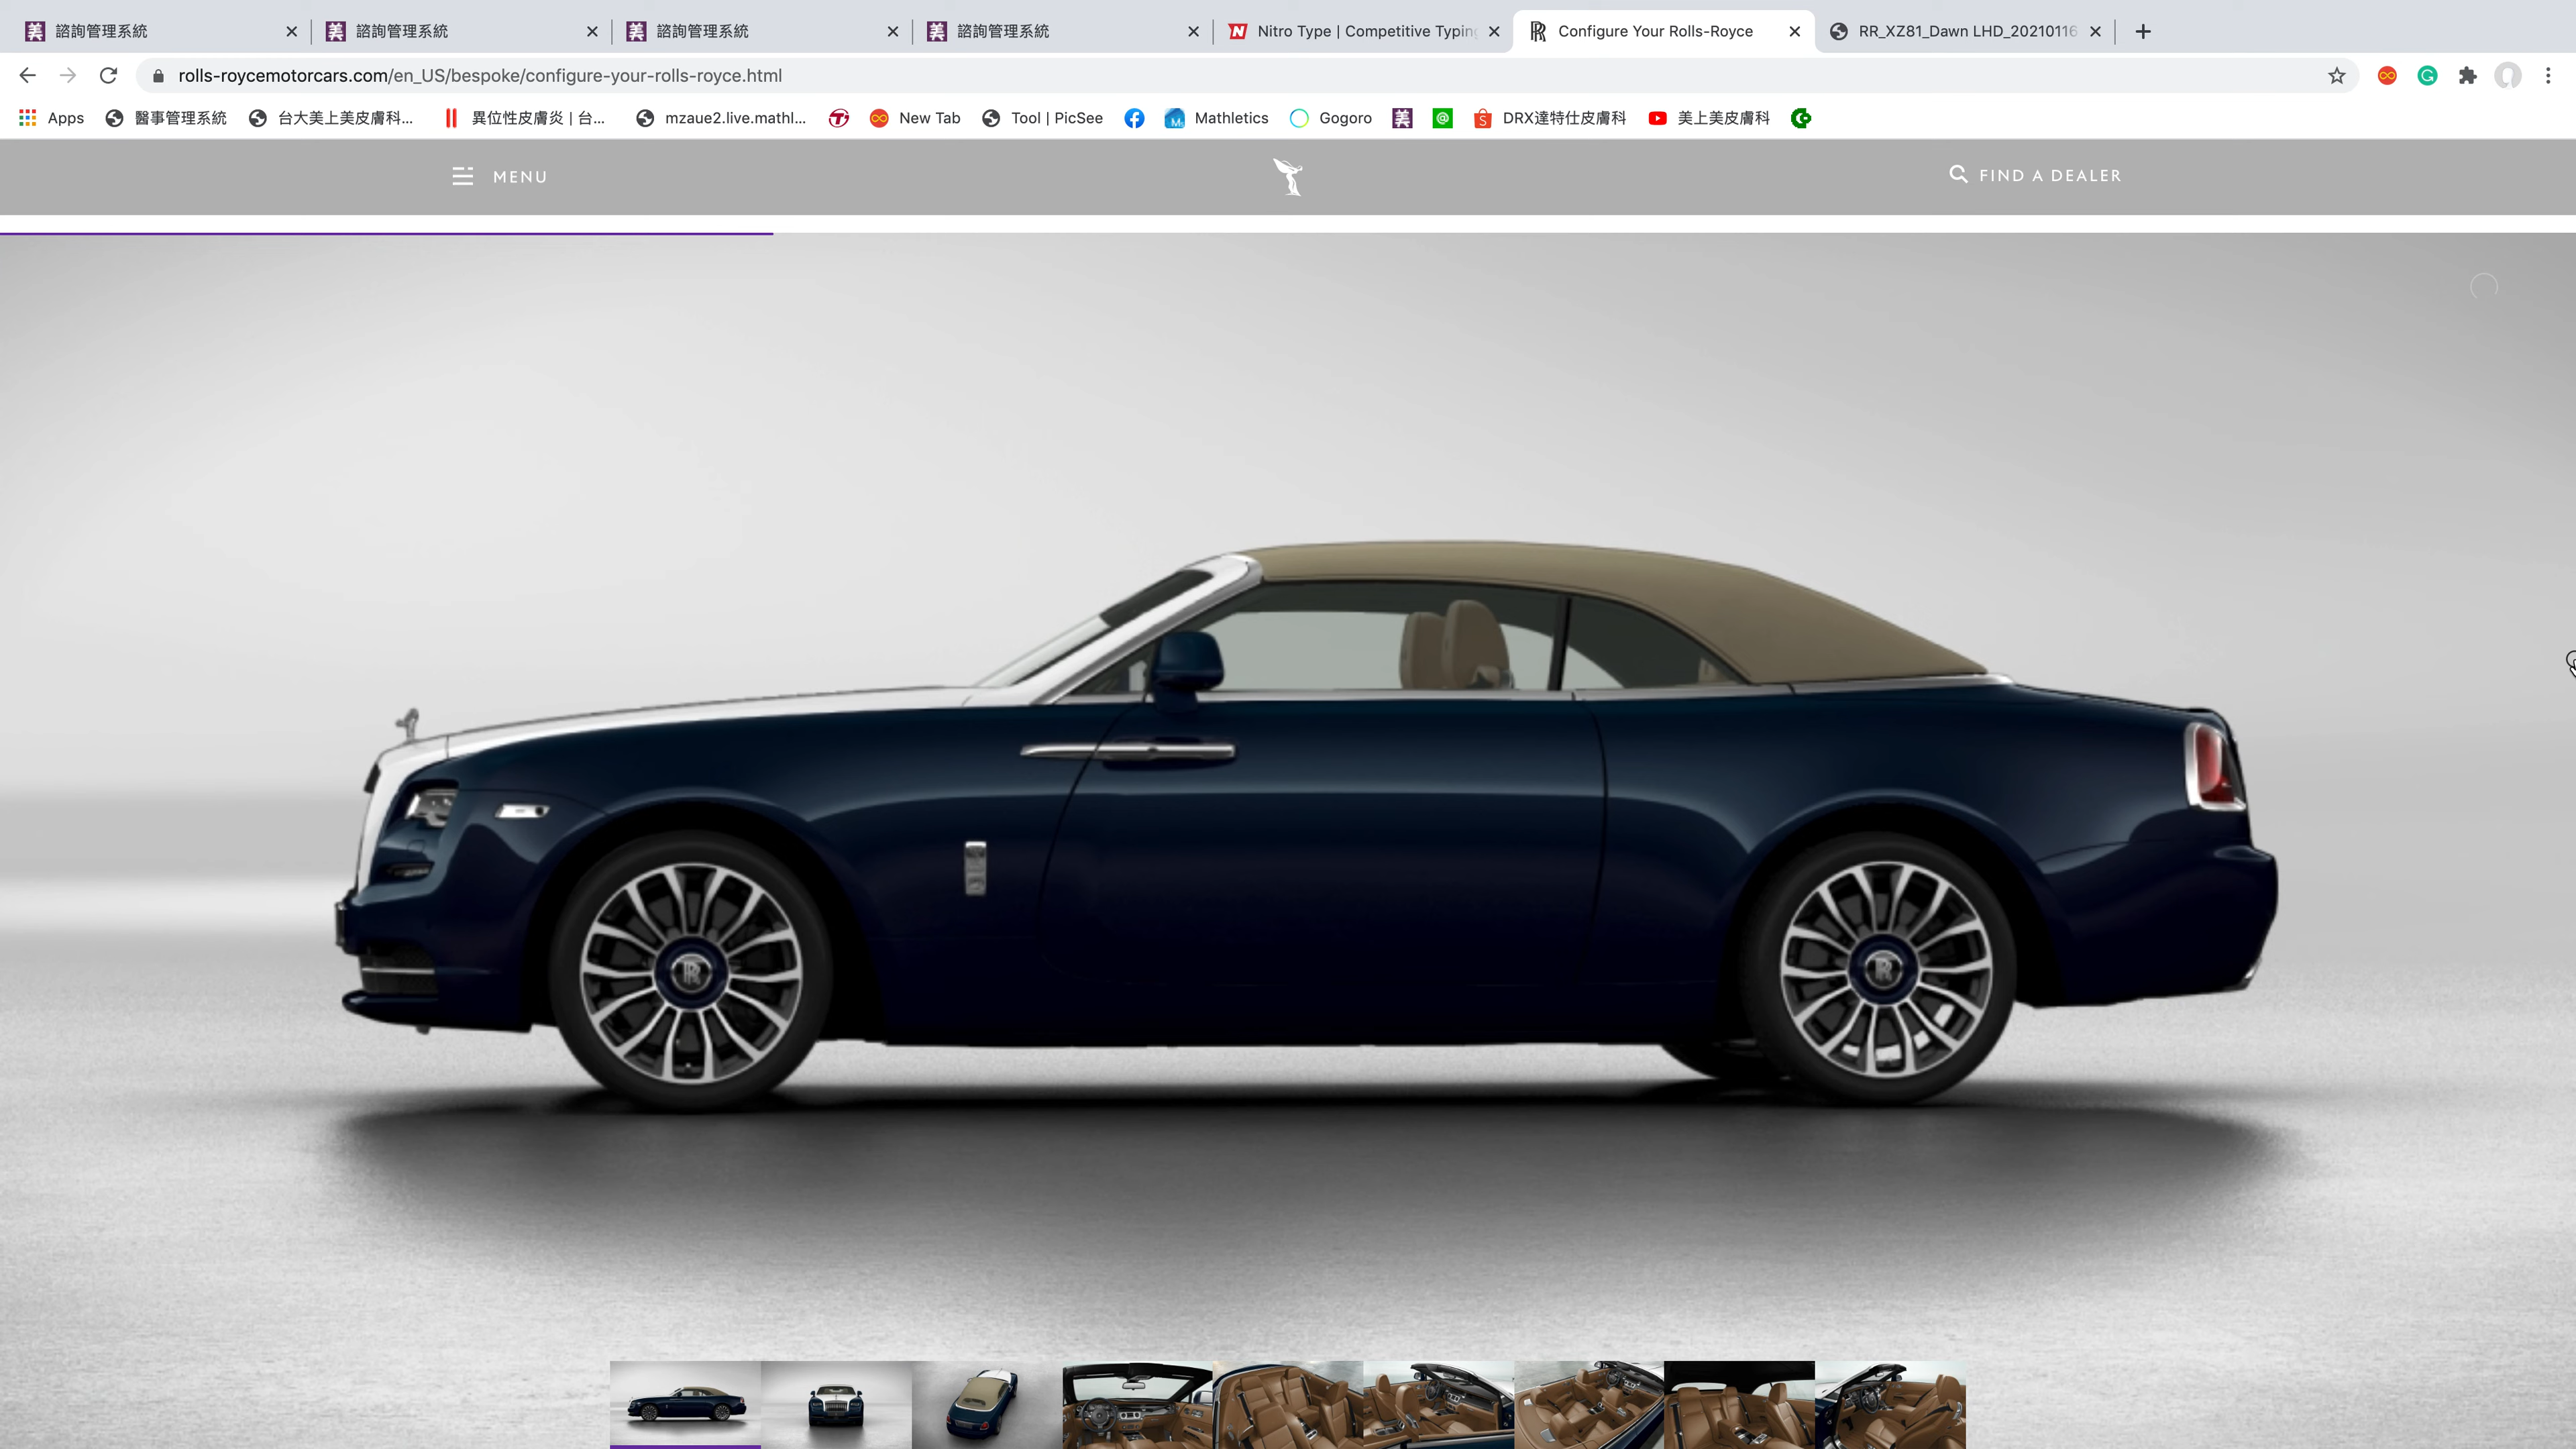 諮詢管理系統 諮詢管理系統 諮詢管理系統 諮詢管理系統 Nitro Type | Competitive Typing Configure Your Rolls-Royce RR_XZ81_Dawn LHD_20210116
rolls-roycemotorcars.com/en_US/bespoke/configure-your-rolls-royce.html
Apps 醫事管理系統 台大美上美皮膚科... 異位性皮膚炎 | 台... mzaue2.live.mathl... New Tab Tool | PicSee Mathletics Gogoro 美 DRX達特仕皮膚科 美上美皮膚科
MENU FIND A DEALER